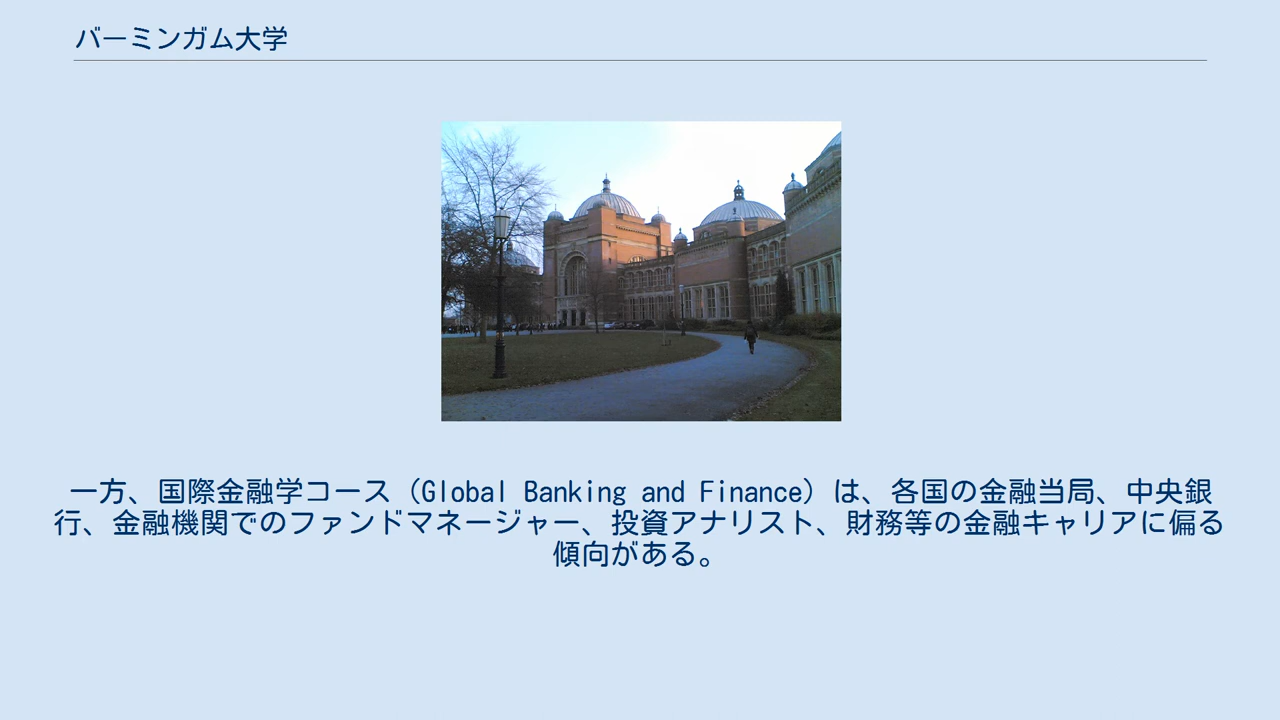 バーミンガム大学
一方、国際金融学コース（Global Banking and Finance）は、各国の金融当局、中央銀
行、金融機関でのファンドマネージャー、投資アナリスト、財務等の金融キャリアに偏る
傾向がある。